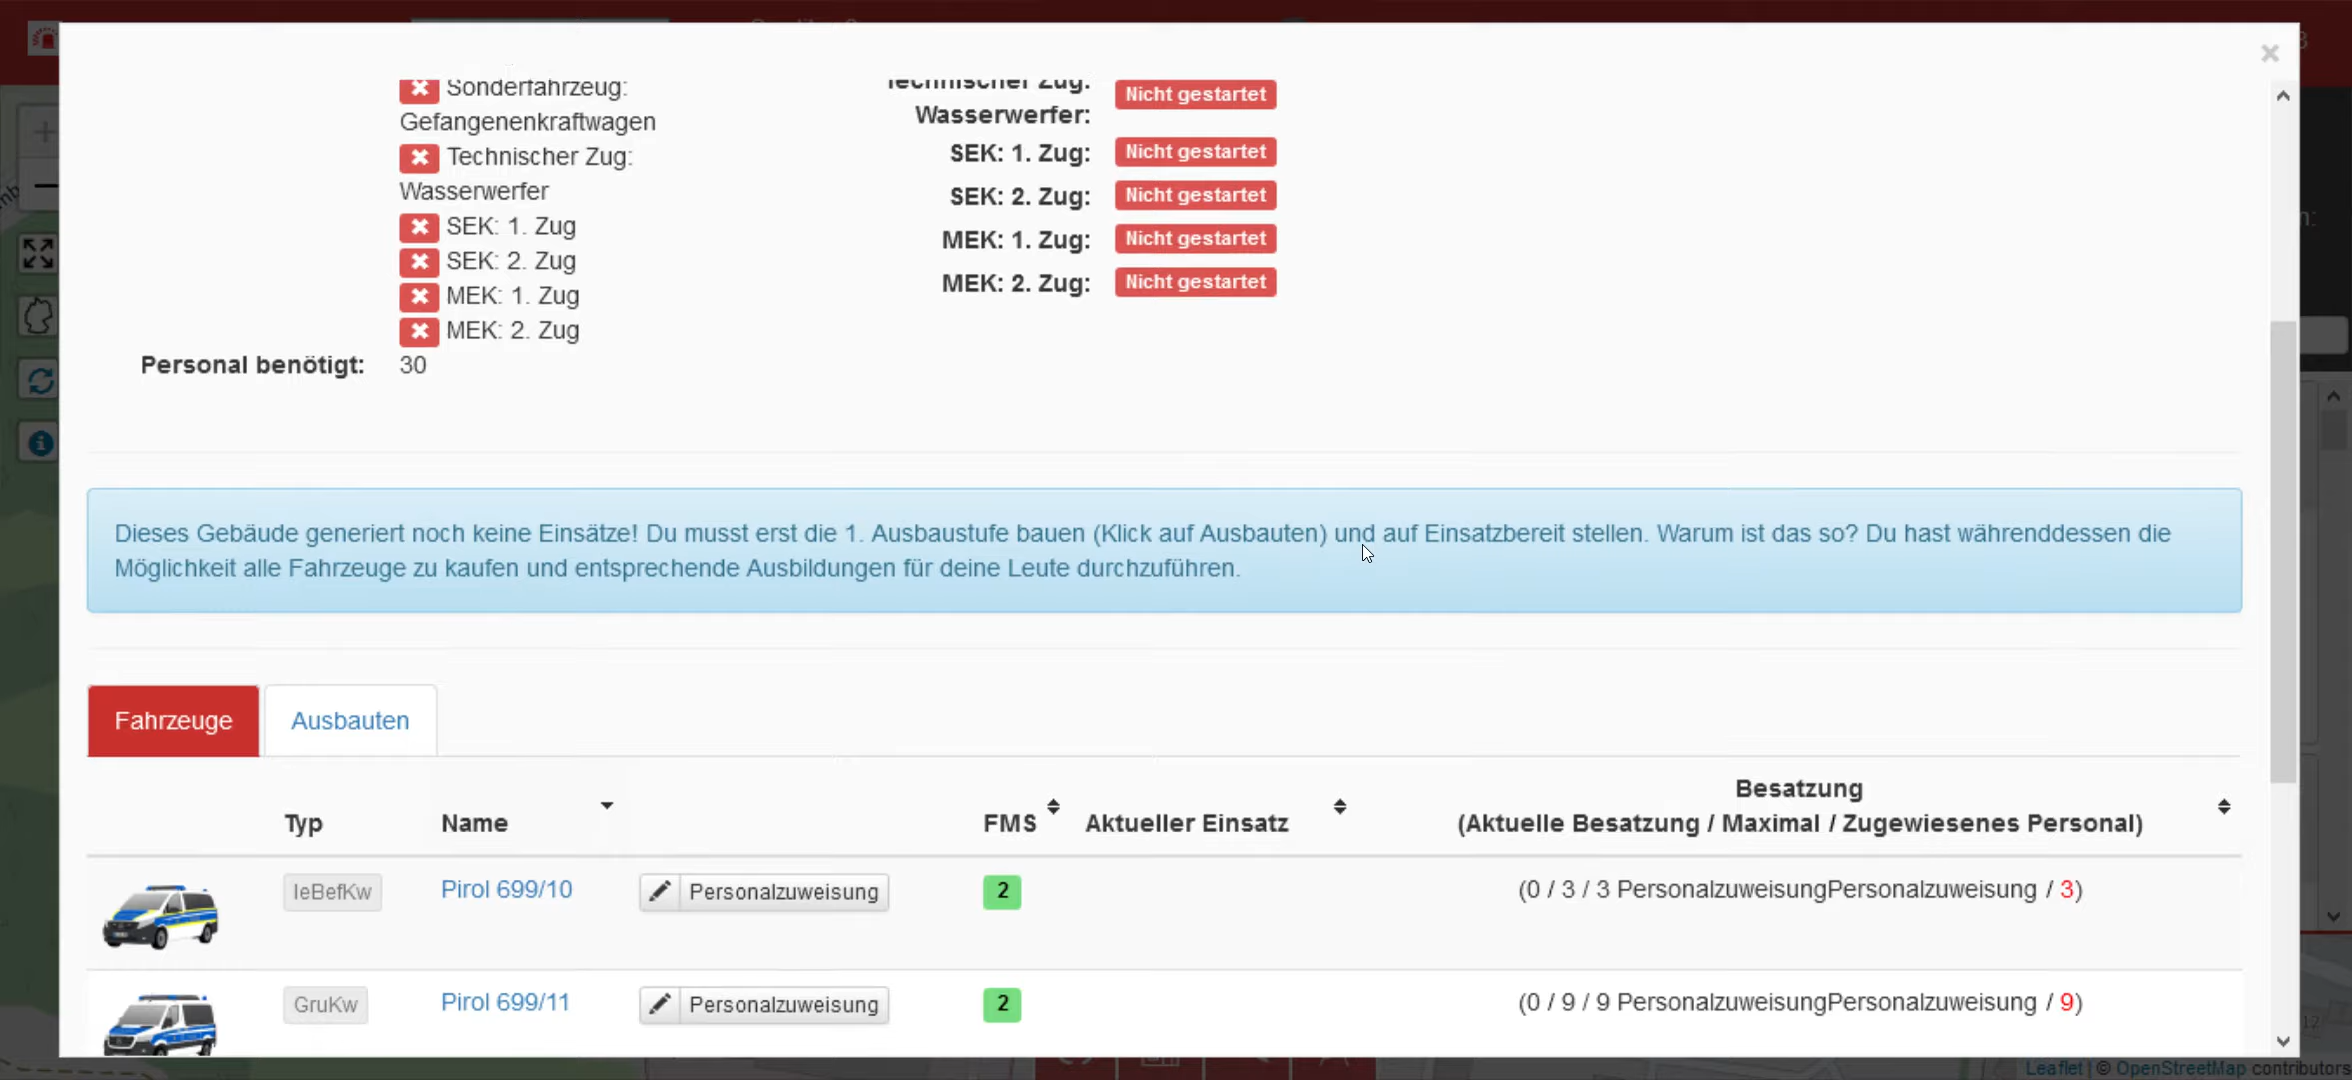 Sonderfahrzeug:
Gefangenenkraftwagen
Technischer Zug:
Wasserwerfer
SEK: 1. Zug
SEK: 2. Zug
MEK: 1. Zug
MEK: 2. Zug
Personal benötigt: 30
Technischer Zug: Nicht gestartet
Wasserwerfer:
SEK: 1. Zug: Nicht gestartet
SEK: 2. Zug: Nicht gestartet
MEK: 1. Zug: Nicht gestartet
MEK: 2. Zug: Nicht gestartet
Dieses Gebäude generiert noch keine Einsätze! Du musst erst die 1. Ausbaustufe bauen (Klick auf Ausbauten) und auf Einsatzbereit stellen. Warum ist das so? Du hast währenddessen die
Möglichkeit alle Fahrzeuge zu kaufen und entsprechende Ausbildungen für deine Leute durchzuführen.
Fahrzeuge Ausbauten
Besatzung
Typ Name FMS Aktueller Einsatz (Aktuelle Besatzung / Maximal / Zugewiesenes Personal)
leBefKw Pirol 699/10 Personalzuweisung 2 (0 / 3 / 3 PersonalzuweisungPersonalzuweisung / 3)
GruKw Pirol 699/11 Personalzuweisung 2 (0 / 9 / 9 PersonalzuweisungPersonalzuweisung / 9)
Leaflet | © OpenStreetMap contributors